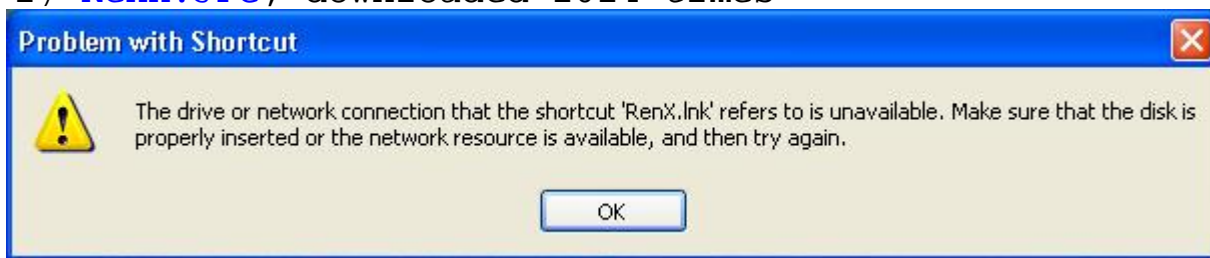 Problem with Shortcut
The drive or network connection that the shortcut 'RenX.lnk' refers to is unavailable. Make sure that the disk is
properly inserted or the network resource is available, and then try again.
OK